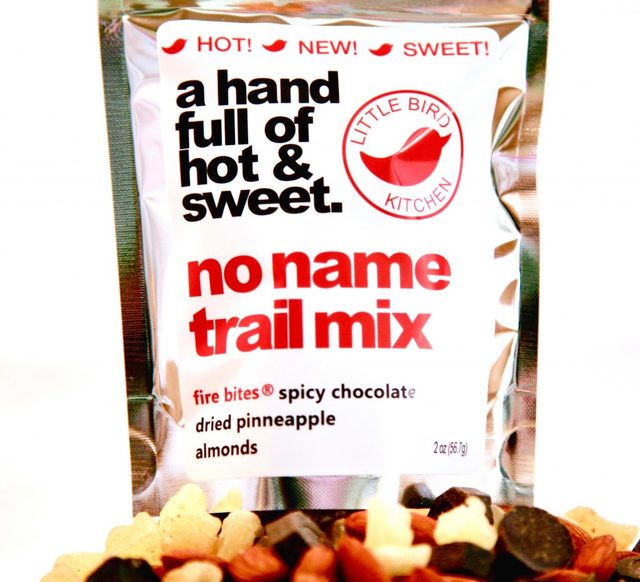 HOT! NEW! SWEET!
a hand
full of
hot &
sweet.
LITTLE BIRD
KITCHEN
no name
trail mix
fire bites® spicy chocolate
dried pinneapple
almonds
2 oz (56.7g)